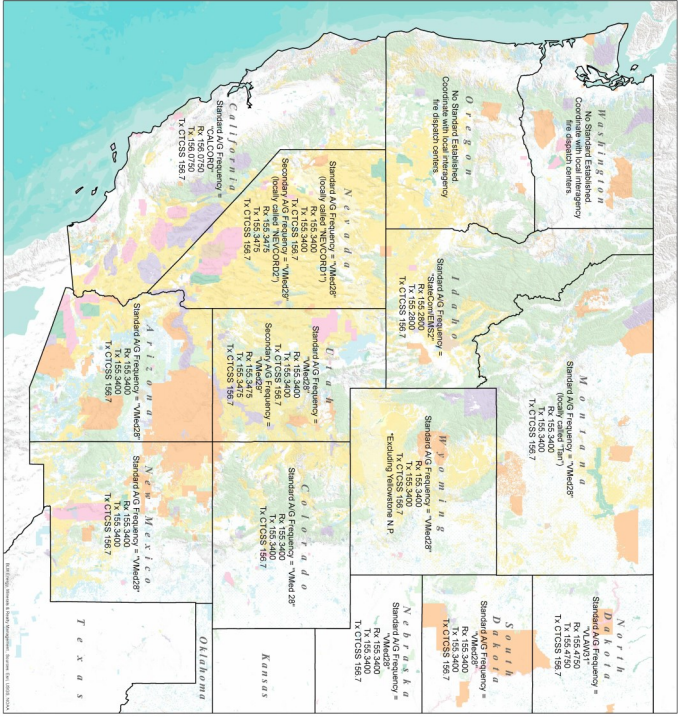 Washington
No Standard Established
Coordinate with local interagency
fire dispatch centers.
Oregon
No Standard Established
Coordinate with local interagency
fire dispatch centers.
California
Standard A/G Frequency =
"CALCORD"
Rx 156.0750
Tx 156.0750
Tx CTCSS 156.7
Nevada
Standard A/G Frequency = "VMed28"
(locally called "NEVCORD1")
Rx 155.3400
Tx 155.3400
Tx CTCSS 156.7
Secondary A/G Frequency = "VMed29"
(locally called "NEVCORD2")
Rx 155.3475
Tx 155.3475
Tx CTCSS 156.7
Idaho
Standard A/G Frequency =
"StateCom/EMS2"
Rx 155.2800
Tx 155.2800
Tx CTCSS 156.7
Montana
Standard A/G Frequency = "VMed28"
(locally called "Tan")
Rx 155.3400
Tx 155.3400
Tx CTCSS 156.7
Wyoming
Standard A/G Frequency = "VMed28"
Rx 155.3400
Tx 155.3400
Tx CTCSS 156.7
*Excluding Yellowstone N.P.
Utah
Standard A/G Frequency =
"VMed28"
Rx 155.3400
Tx 155.3400
Tx CTCSS 156.7
Secondary A/G Frequency =
"VMed29"
Rx 155.3475
Tx 155.3475
Tx CTCSS 156.7
Colorado
Standard A/G Frequency = "VMed 28"
Rx 155.3400
Tx 155.3400
Tx CTCSS 156.7
Arizona
Standard A/G Frequency = "VMed28"
Rx 155.3400
Tx 155.3400
Tx CTCSS 156.7
New Mexico
Standard A/G Frequency = "VMed28"
Rx 155.3400
Tx 155.3400
Tx CTCSS 156.7
North
Dakota
Standard A/G Frequency =
"VLAW31"
Rx 155.4750
Tx 155.4750
Tx CTCSS 156.7
South
Dakota
Standard A/G Frequency =
"VMed28"
Rx 155.3400
Tx 155.3400
Tx CTCSS 156.7
Nebraska
Standard A/G Frequency =
"VMed28"
Rx 155.3400
Tx 155.3400
Tx CTCSS 156.7
Kansas
Oklahoma
Texas